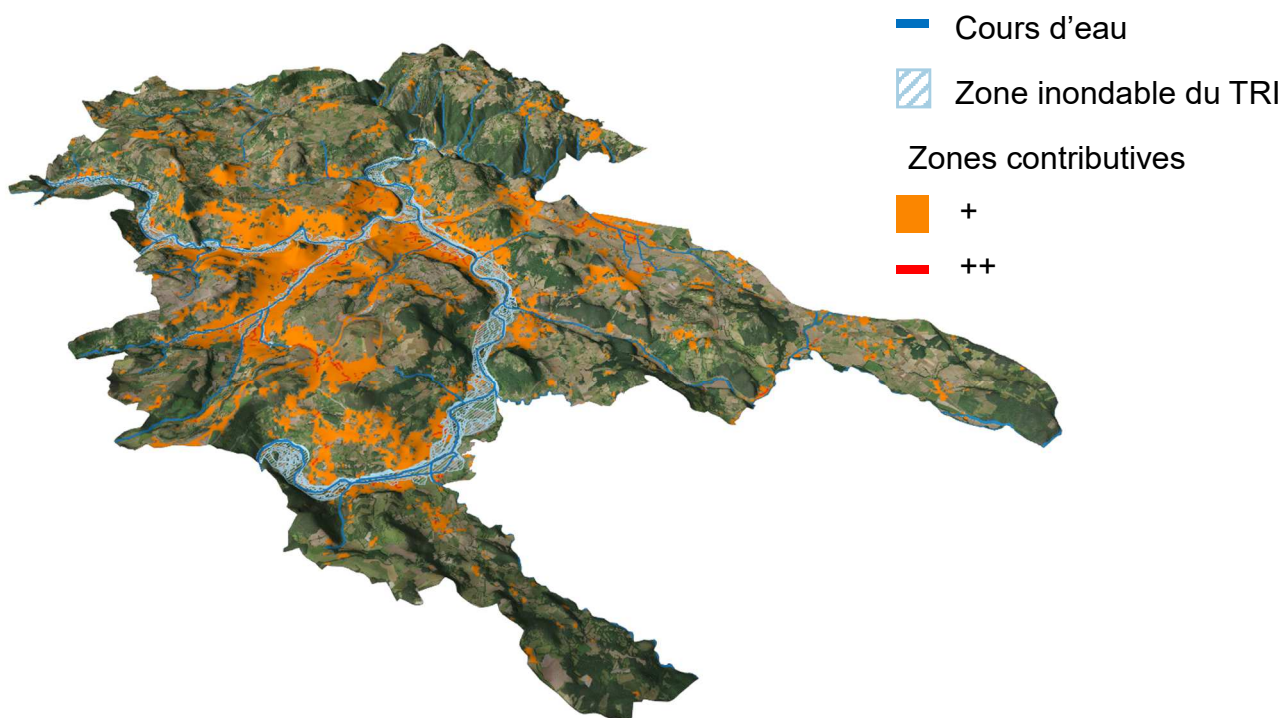 Cours d’eau
Zone inondable du TRI
Zones contributives
+
++